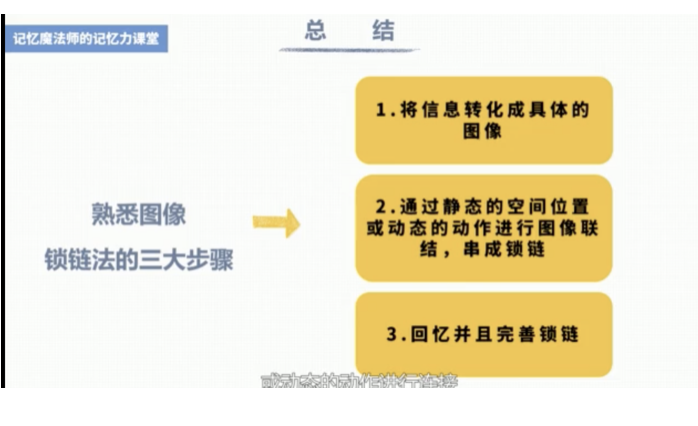 记忆魔法师的记忆力课堂
总 结
熟悉图像
锁链法的三大步骤
1.将信息转化成具体的
图像
2.通过静态的空间位置
或动态的动作进行图像联
结，串成锁链
3.回忆并且完善锁链
或动态的动作进行连接